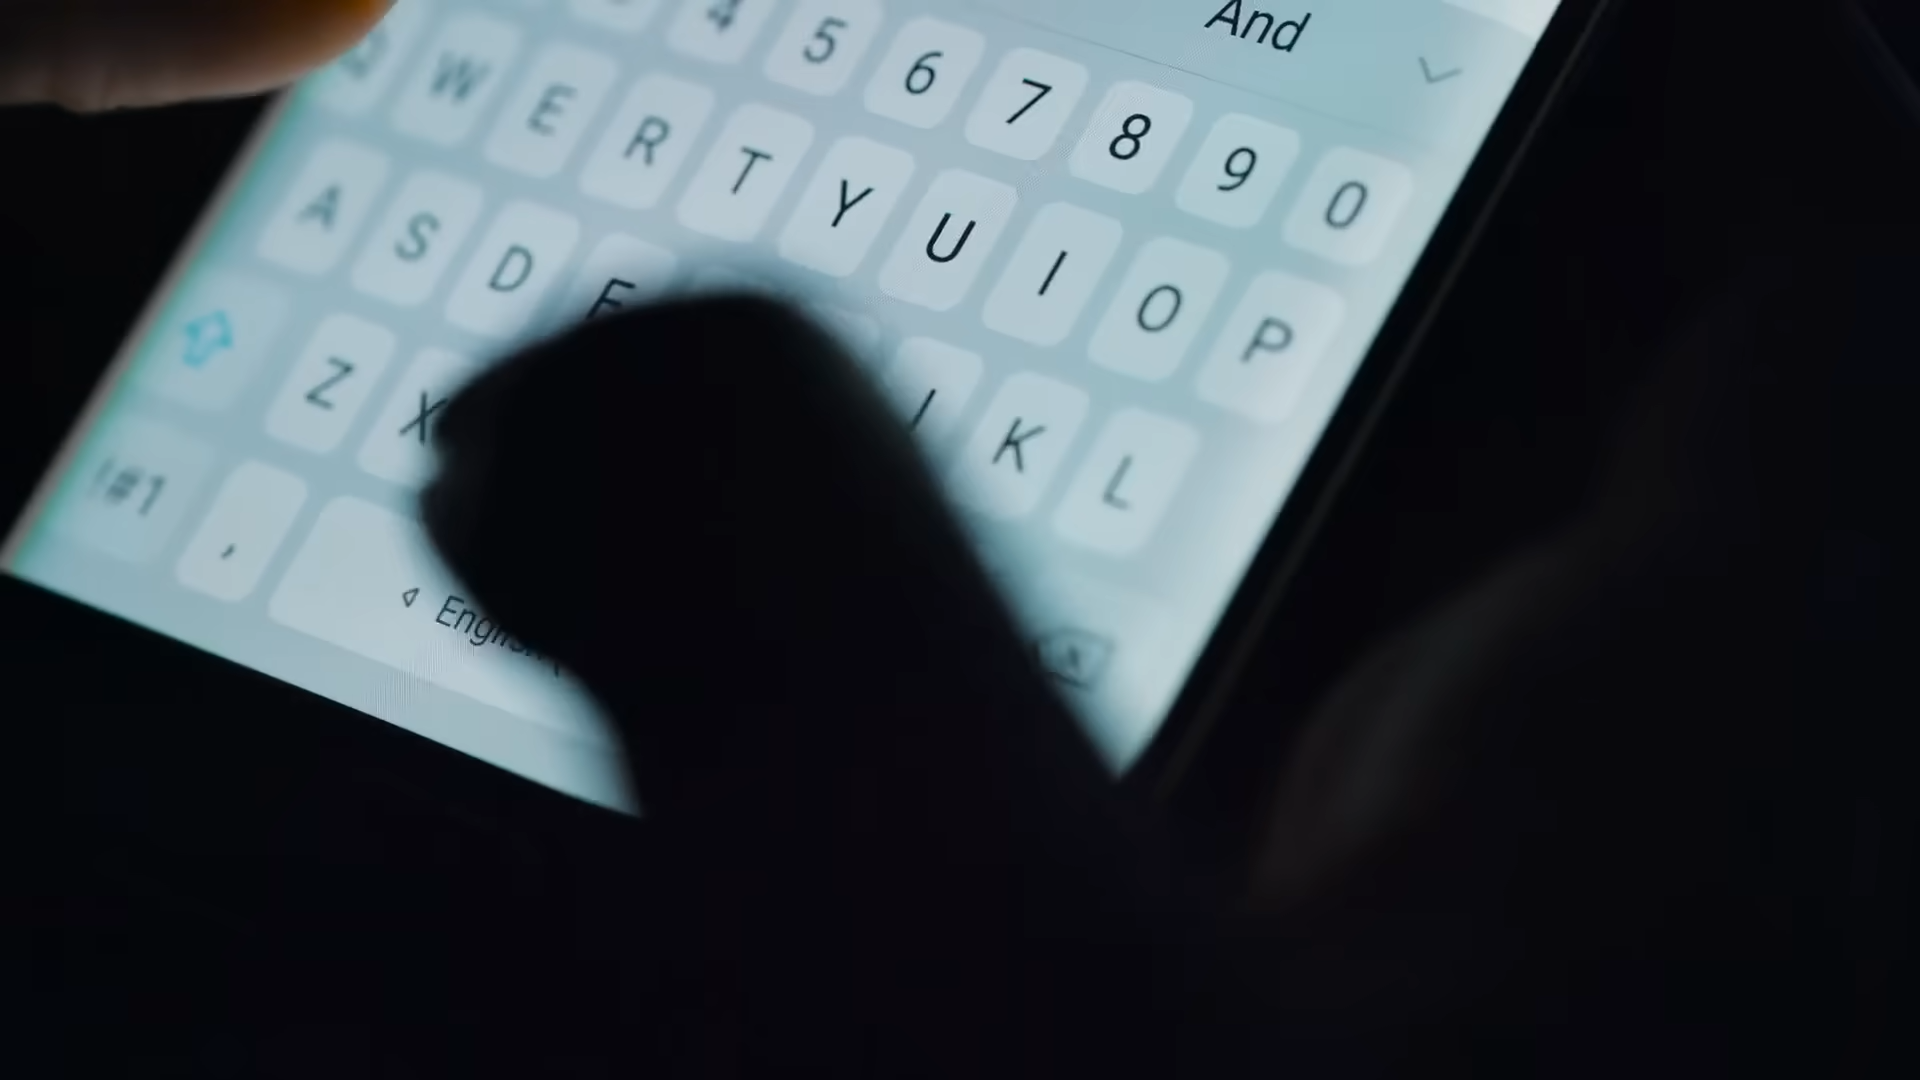 And
4 5 6 7 8 9 0
W E R T Y U I O P
A S D F J K L
Z X
!#1 , English